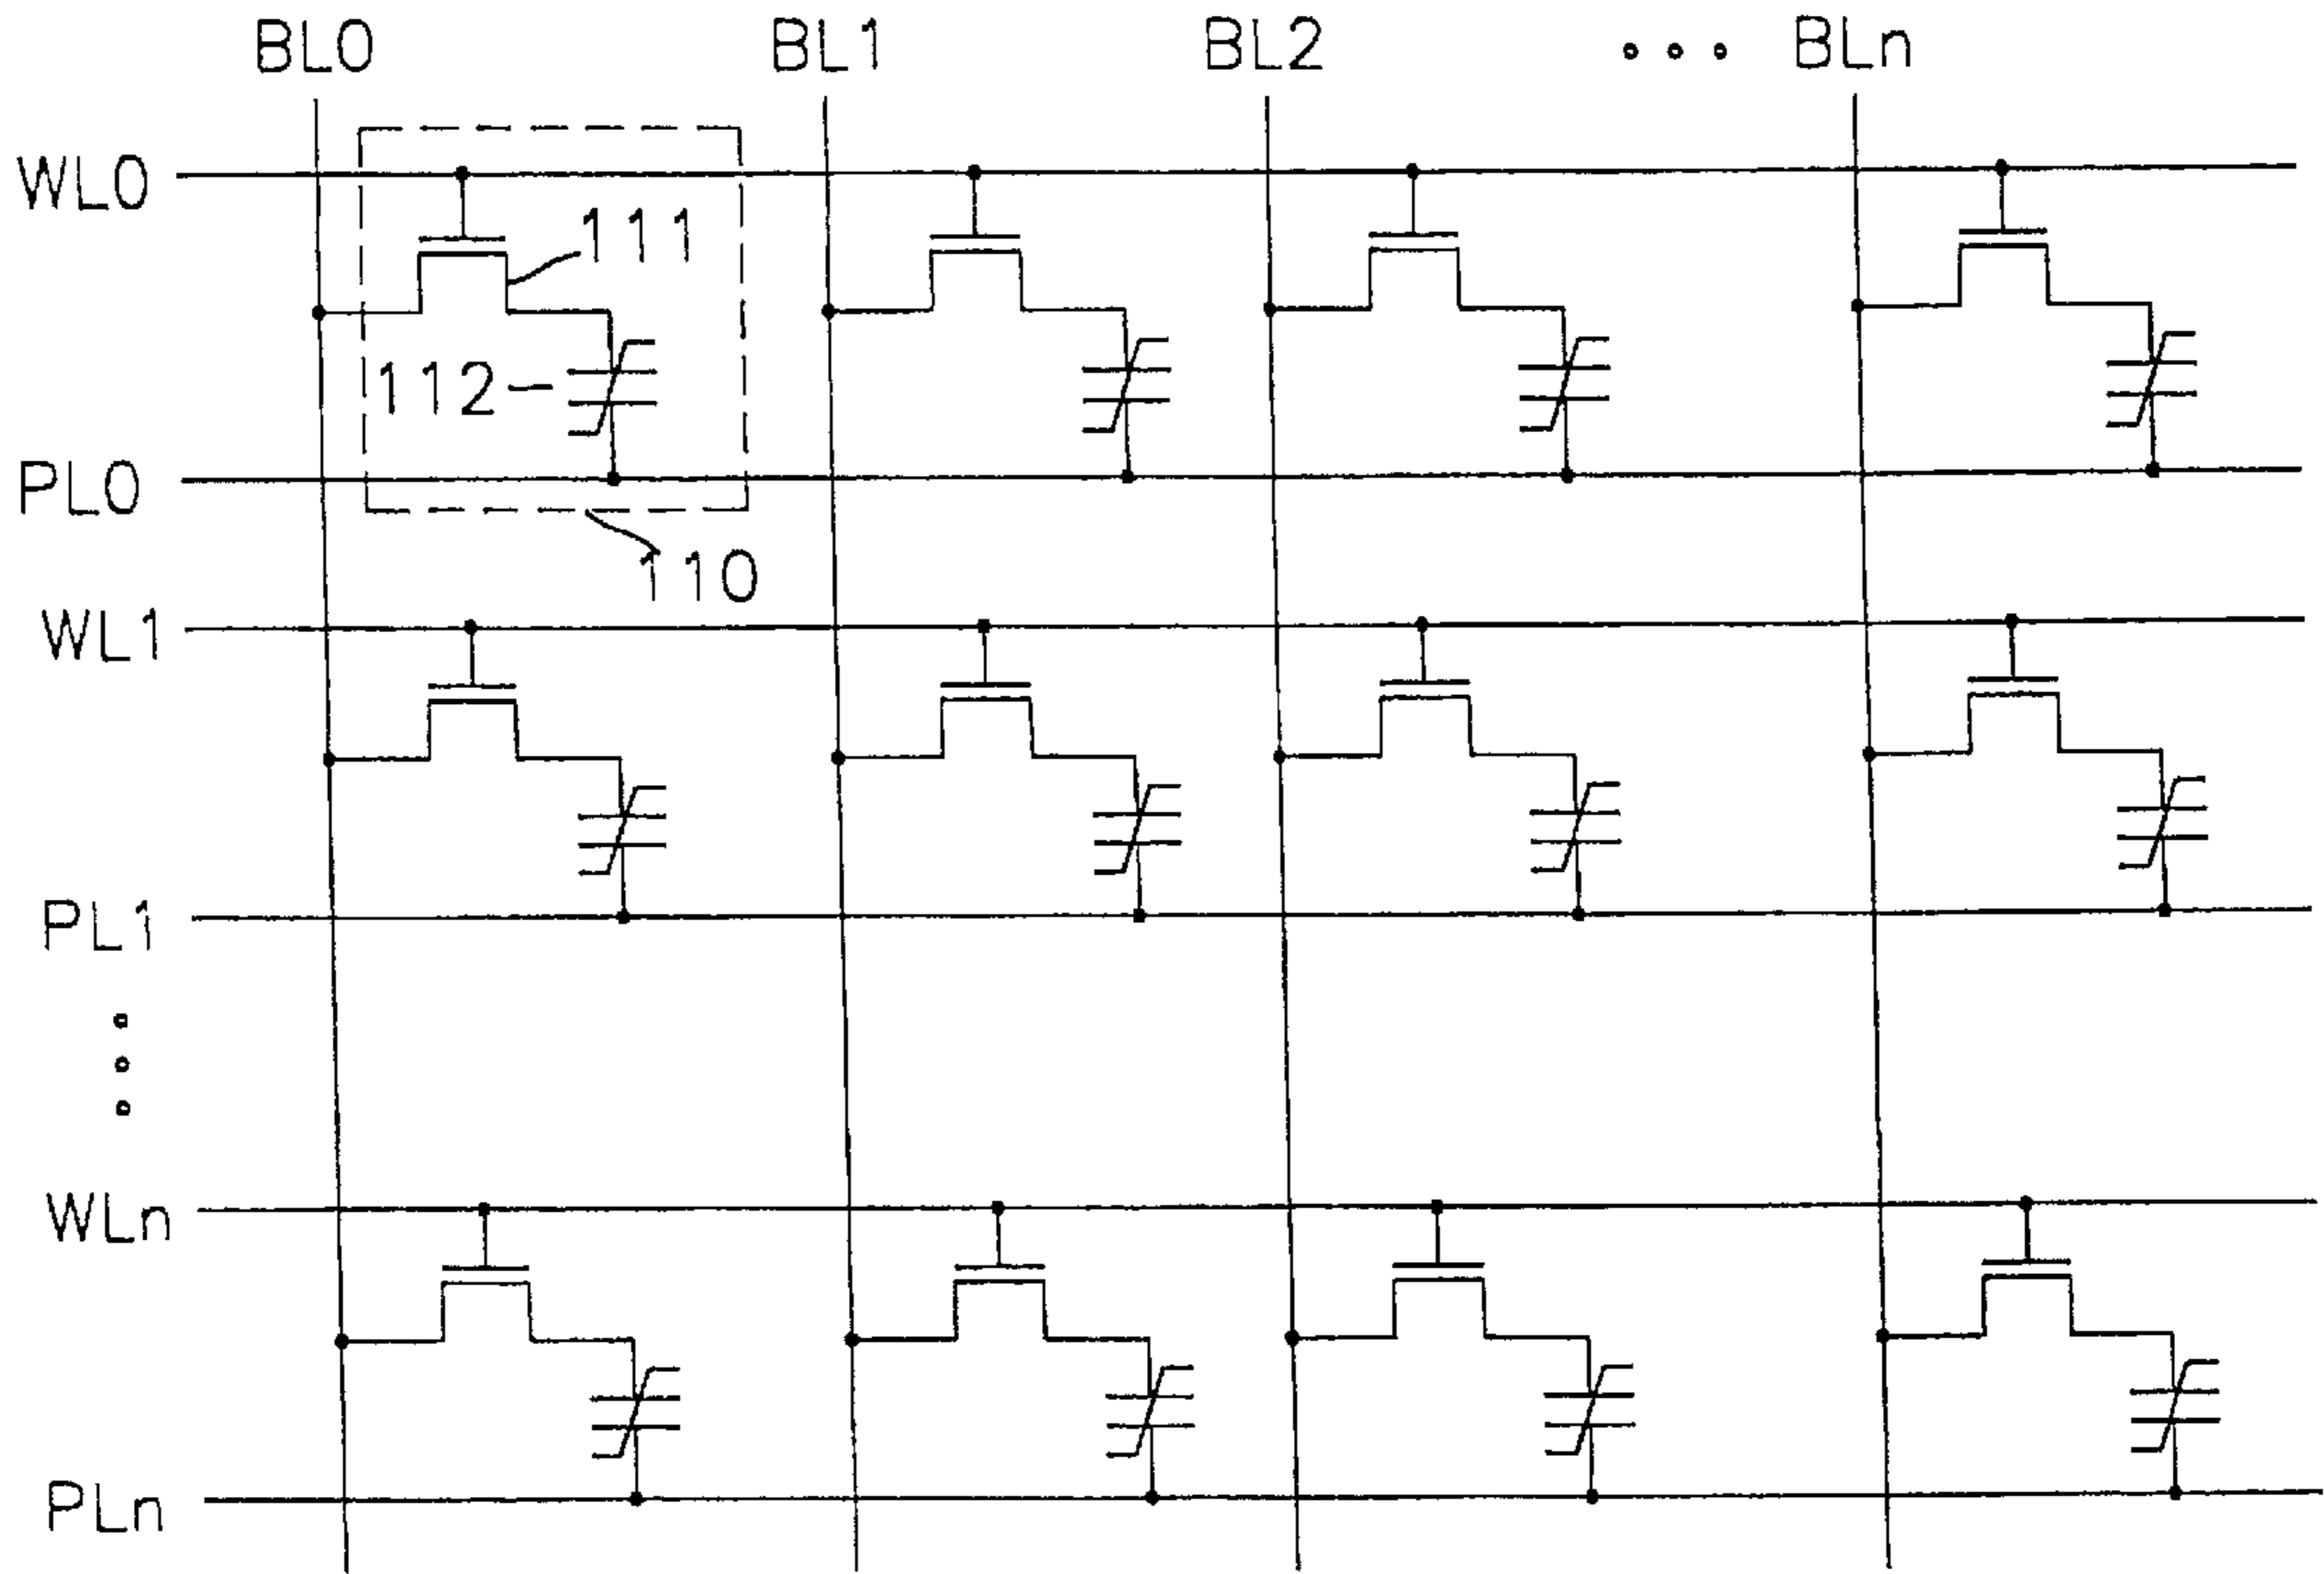 BL0 BL1 BL2 ∘∘∘ BLn
WL0
111
112
PL0
110
WL1
PL1
WLn
PLn